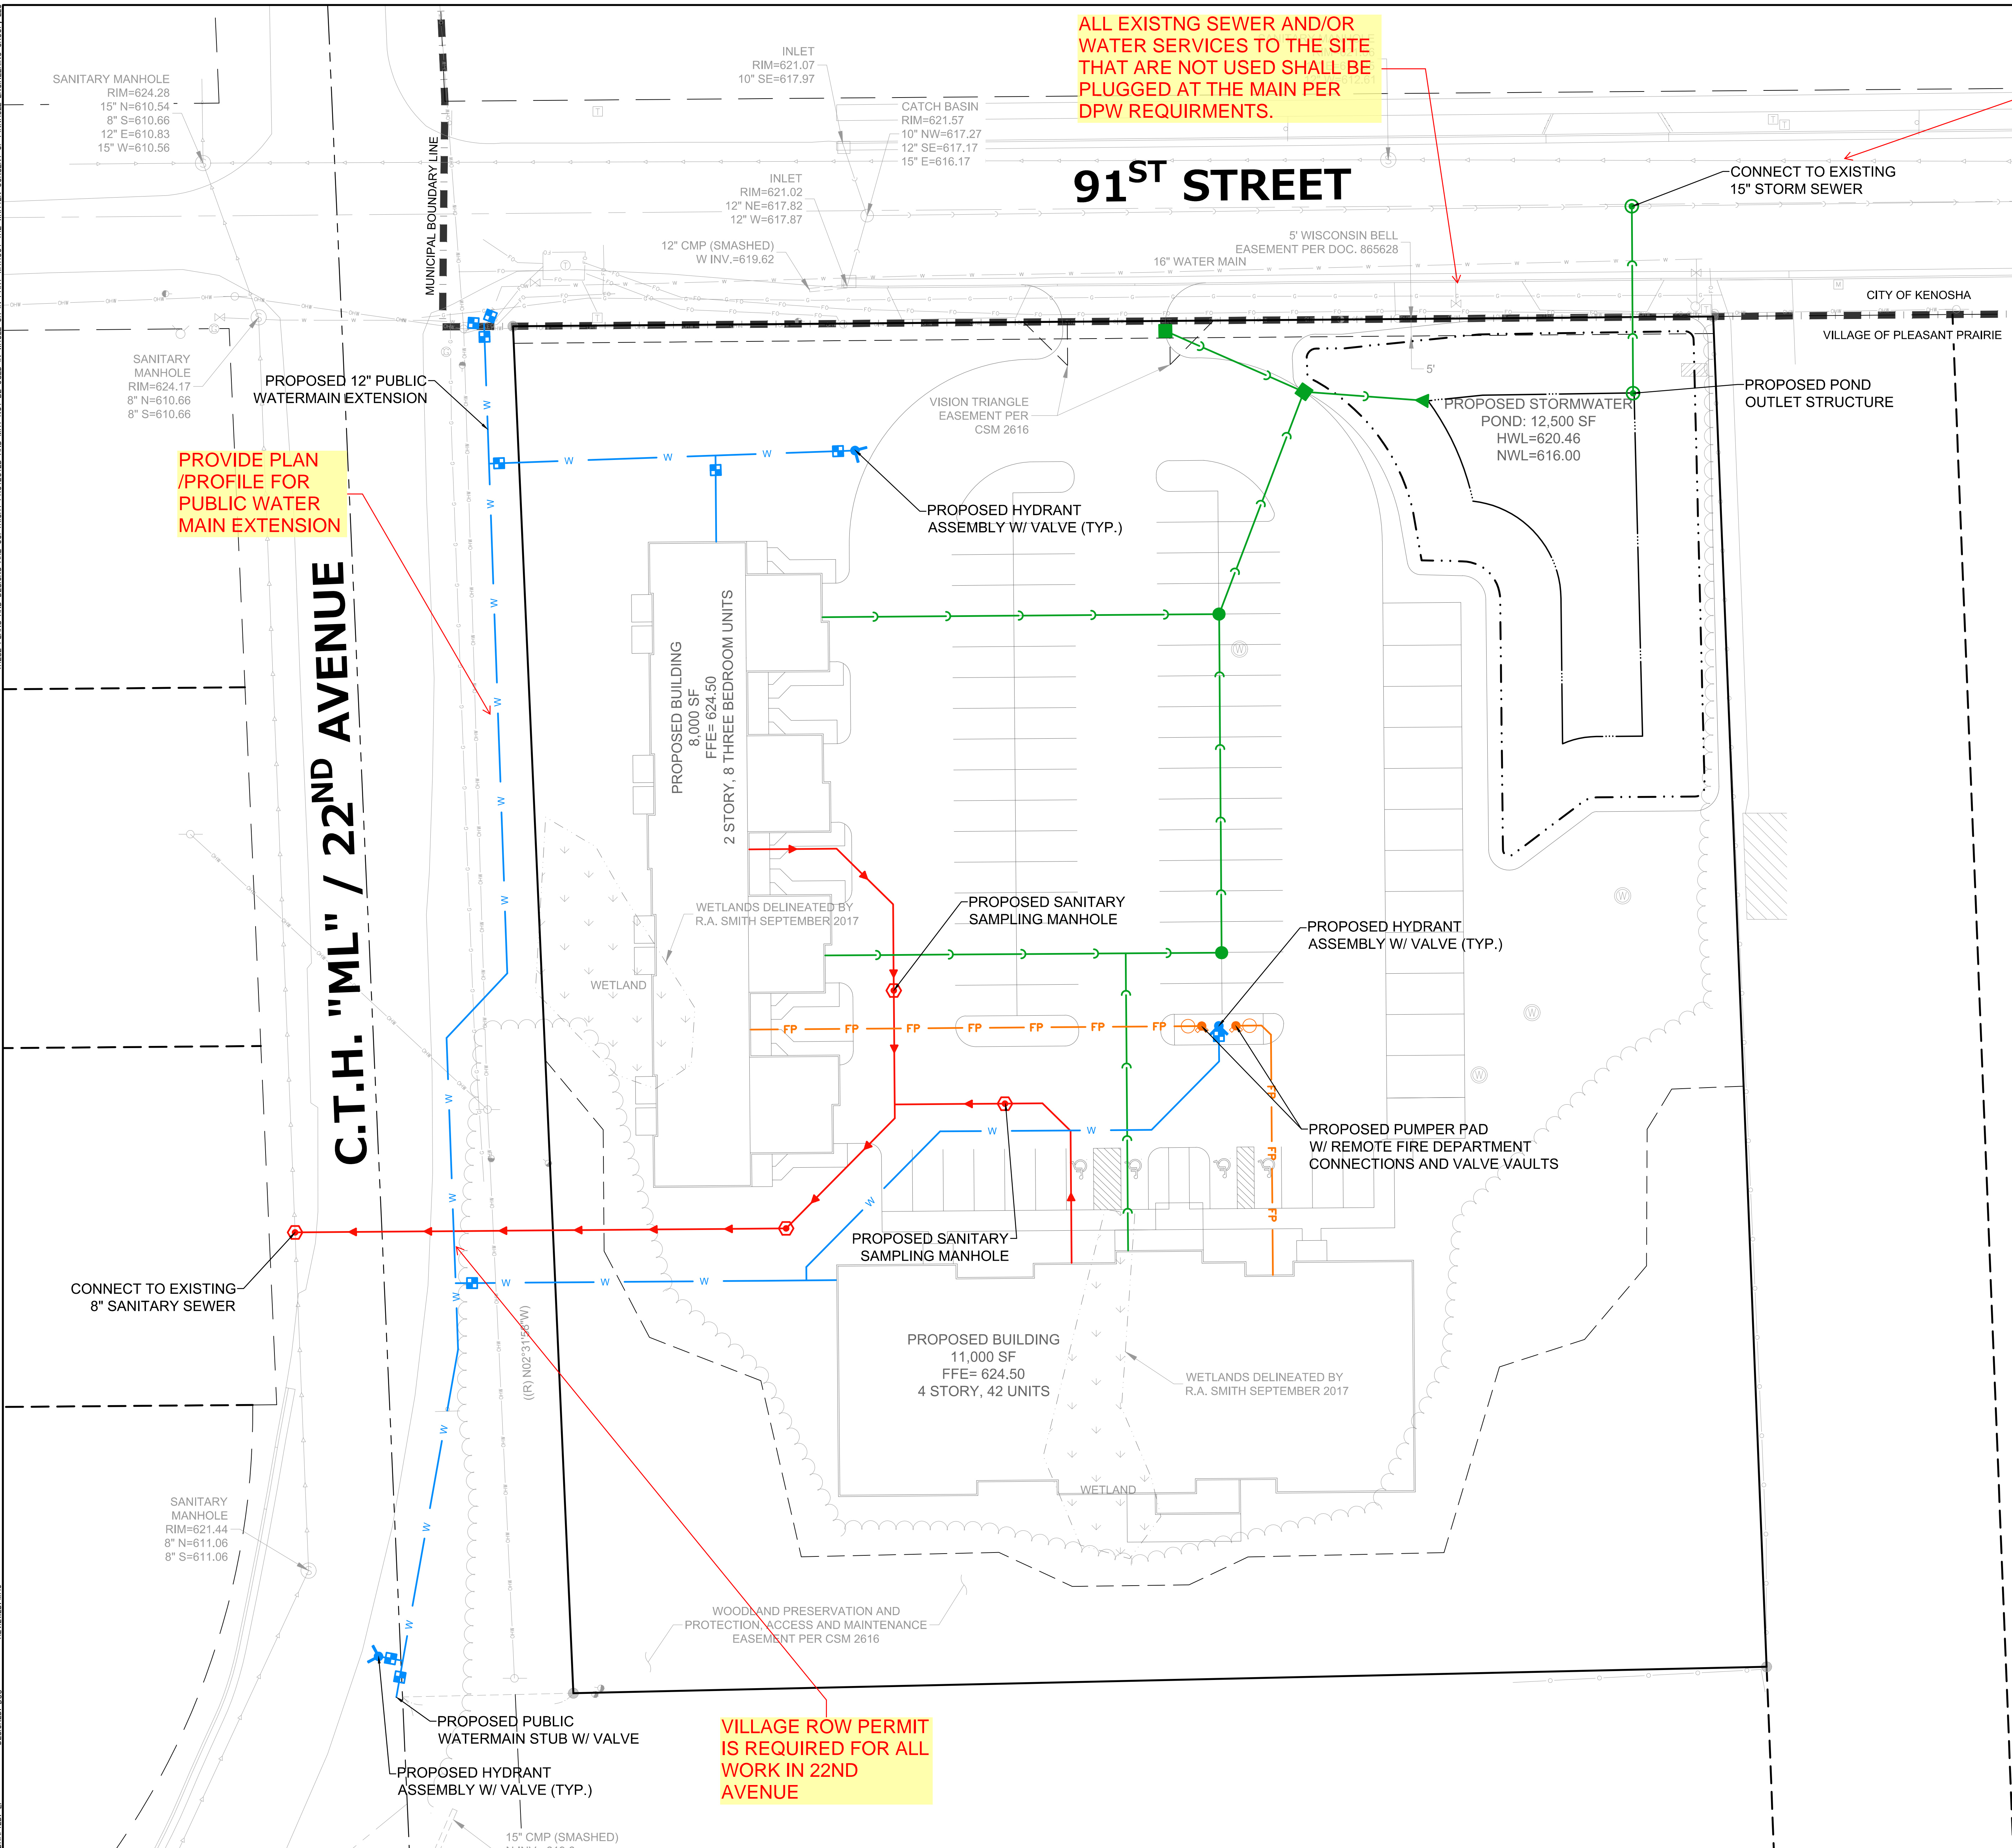 ALL EXISTNG SEWER AND/OR
WATER SERVICES TO THE SITE
THAT ARE NOT USED SHALL BE
PLUGGED AT THE MAIN PER
DPW REQUIRMENTS.
SANITARY MANHOLE
RIM=624.28
15" N=610.54
8" S=610.66
12" E=610.83
15" W=610.56
INLET
RIM=621.07
10" SE=617.97
CATCH BASIN
RIM=621.57
10" NW=617.27
12" SE=617.17
15" E=616.17
INLET
RIM=621.02
12" NE=617.82
12" W=617.87
12" CMP (SMASHED)
W INV.=619.62
MUNICIPAL BOUNDARY LINE
91ST STREET
CONNECT TO EXISTING
15" STORM SEWER
5' WISCONSIN BELL
EASEMENT PER DOC. 865628
16" WATER MAIN
CITY OF KENOSHA
VILLAGE OF PLEASANT PRAIRIE
SANITARY
MANHOLE
RIM=624.17
8" N=610.66
8" S=610.66
PROPOSED 12" PUBLIC
WATERMAIN EXTENSION
VISION TRIANGLE
EASEMENT PER
CSM 2616
5'
PROPOSED POND
OUTLET STRUCTURE
PROPOSED STORMWATER
POND: 12,500 SF
HWL=620.46
NWL=616.00
PROVIDE PLAN
/PROFILE FOR
PUBLIC WATER
MAIN EXTENSION
PROPOSED HYDRANT
ASSEMBLY W/ VALVE (TYP.)
C.T.H. "ML" / 22ND AVENUE
PROPOSED BUILDING
8,000 SF
FFE= 624.50
2 STORY, 8 THREE BEDROOM UNITS
WETLANDS DELINEATED BY
R.A. SMITH SEPTEMBER 2017
WETLAND
PROPOSED SANITARY
SAMPLING MANHOLE
PROPOSED HYDRANT
ASSEMBLY W/ VALVE (TYP.)
PROPOSED PUMPER PAD
W/ REMOTE FIRE DEPARTMENT
CONNECTIONS AND VALVE VAULTS
PROPOSED SANITARY
SAMPLING MANHOLE
CONNECT TO EXISTING
8" SANITARY SEWER
((R) N02°31'56"W)
PROPOSED BUILDING
11,000 SF
FFE= 624.50
4 STORY, 42 UNITS
WETLANDS DELINEATED BY
R.A. SMITH SEPTEMBER 2017
WETLAND
SANITARY
MANHOLE
RIM=621.44
8" N=611.06
8" S=611.06
WOODLAND PRESERVATION AND
PROTECTION, ACCESS AND MAINTENANCE
EASEMENT PER CSM 2616
PROPOSED PUBLIC
WATERMAIN STUB W/ VALVE
PROPOSED HYDRANT
ASSEMBLY W/ VALVE (TYP.)
VILLAGE ROW PERMIT
IS REQUIRED FOR ALL
WORK IN 22ND
AVENUE
15" CMP (SMASHED)